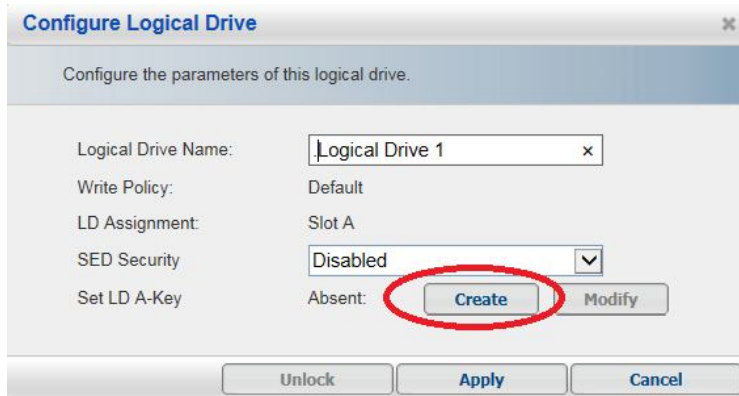 Configure Logical Drive ×
Configure the parameters of this logical drive.
Logical Drive Name: .Logical Drive 1 ×
Write Policy: Default
LD Assignment: Slot A
SED Security Disabled
Set LD A-Key Absent: Create Modify
Unlock Apply Cancel